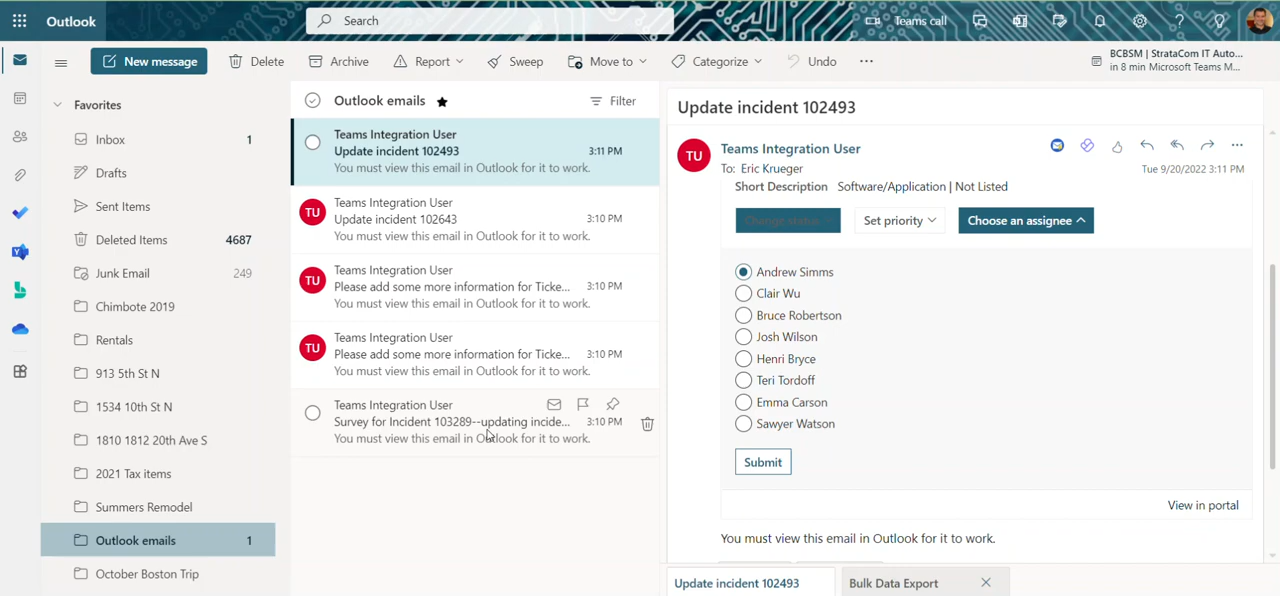 Outlook
Search
Teams call
New message
Delete
Archive
Report
Sweep
Move to
Categorize
Undo
BCBSM | StrataCom IT Auto...
in 8 min Microsoft Teams M...
Favorites
Inbox 1
Drafts
Sent Items
Deleted Items 4687
Junk Email 249
Chimbote 2019
Rentals
913 5th St N
1534 10th St N
1810 1812 20th Ave S
2021 Tax items
Summers Remodel
Outlook emails 1
October Boston Trip
Outlook emails
Filter
Teams Integration User
Update incident 102493 3:11 PM
You must view this email in Outlook for it to work.
TU
Teams Integration User
Update incident 102643 3:10 PM
You must view this email in Outlook for it to work.
TU
Teams Integration User
Please add some more information for Ticke... 3:10 PM
You must view this email in Outlook for it to work.
TU
Teams Integration User
Please add some more information for Ticke... 3:10 PM
You must view this email in Outlook for it to work.
Teams Integration User
Survey for Incident 103289--updating incide... 3:10 PM
You must view this email in Outlook for it to work.
Update incident 102493
TU
Teams Integration User
To: Eric Krueger
Tue 9/20/2022 3:11 PM
Short Description Software/Application | Not Listed
Change status
Set priority
Choose an assignee
Andrew Simms
Clair Wu
Bruce Robertson
Josh Wilson
Henri Bryce
Teri Tordoff
Emma Carson
Sawyer Watson
Submit
View in portal
You must view this email in Outlook for it to work.
Update incident 102493
Bulk Data Export